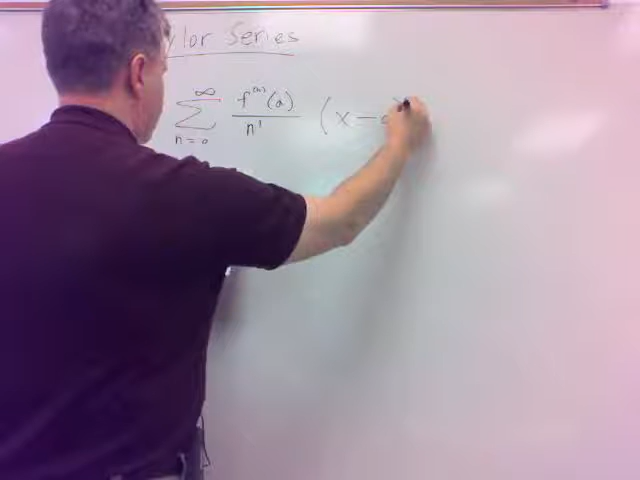 ylor Series
∞
Σ f⁽ⁿ⁾(a) / n! (x - a
n = 0